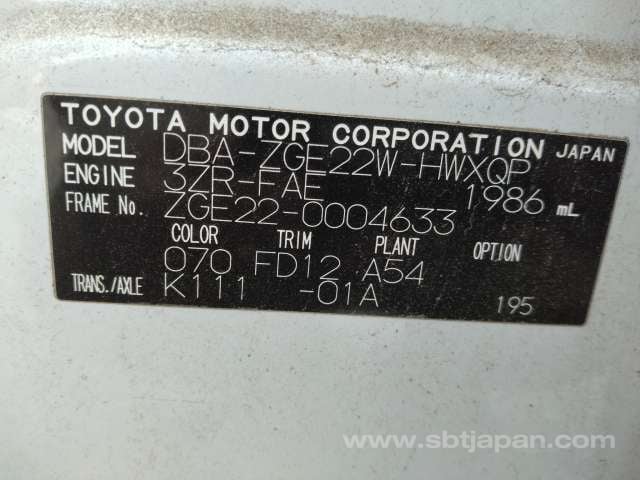 TOYOTA MOTOR CORPORATION JAPAN
MODEL DBA-ZGE22W-HWXQP
ENGINE 3ZR-FAE 1986 mL
FRAME No. ZGE22-0004633
COLOR TRIM PLANT OPTION
070 FD12 A54
TRANS./AXLE K111 -01A 195
www.sbtjapan.com